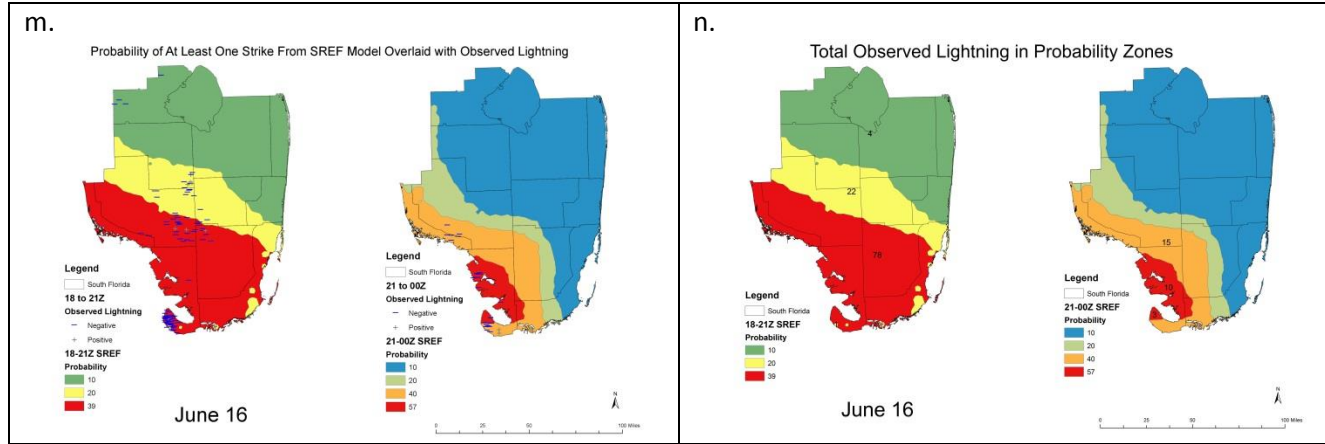 m.
Probability of At Least One Strike From SREF Model Overlaid with Observed Lightning
Legend
South Florida
18 to 21Z
Observed Lightning
Negative
Positive
18-21Z SREF
Probability
10
20
39
June 16
Legend
South Florida
21 to 00Z
Observed Lightning
Negative
Positive
21-00Z SREF
Probability
10
20
40
57
N
0 25 50 100 Miles
n.
Total Observed Lightning in Probability Zones
4
22
78
Legend
South Florida
18-21Z SREF
Probability
10
20
39
June 16
15
10
Legend
South Florida
21-00Z SREF
Probability
10
20
40
57
N
0 25 50 100 Miles